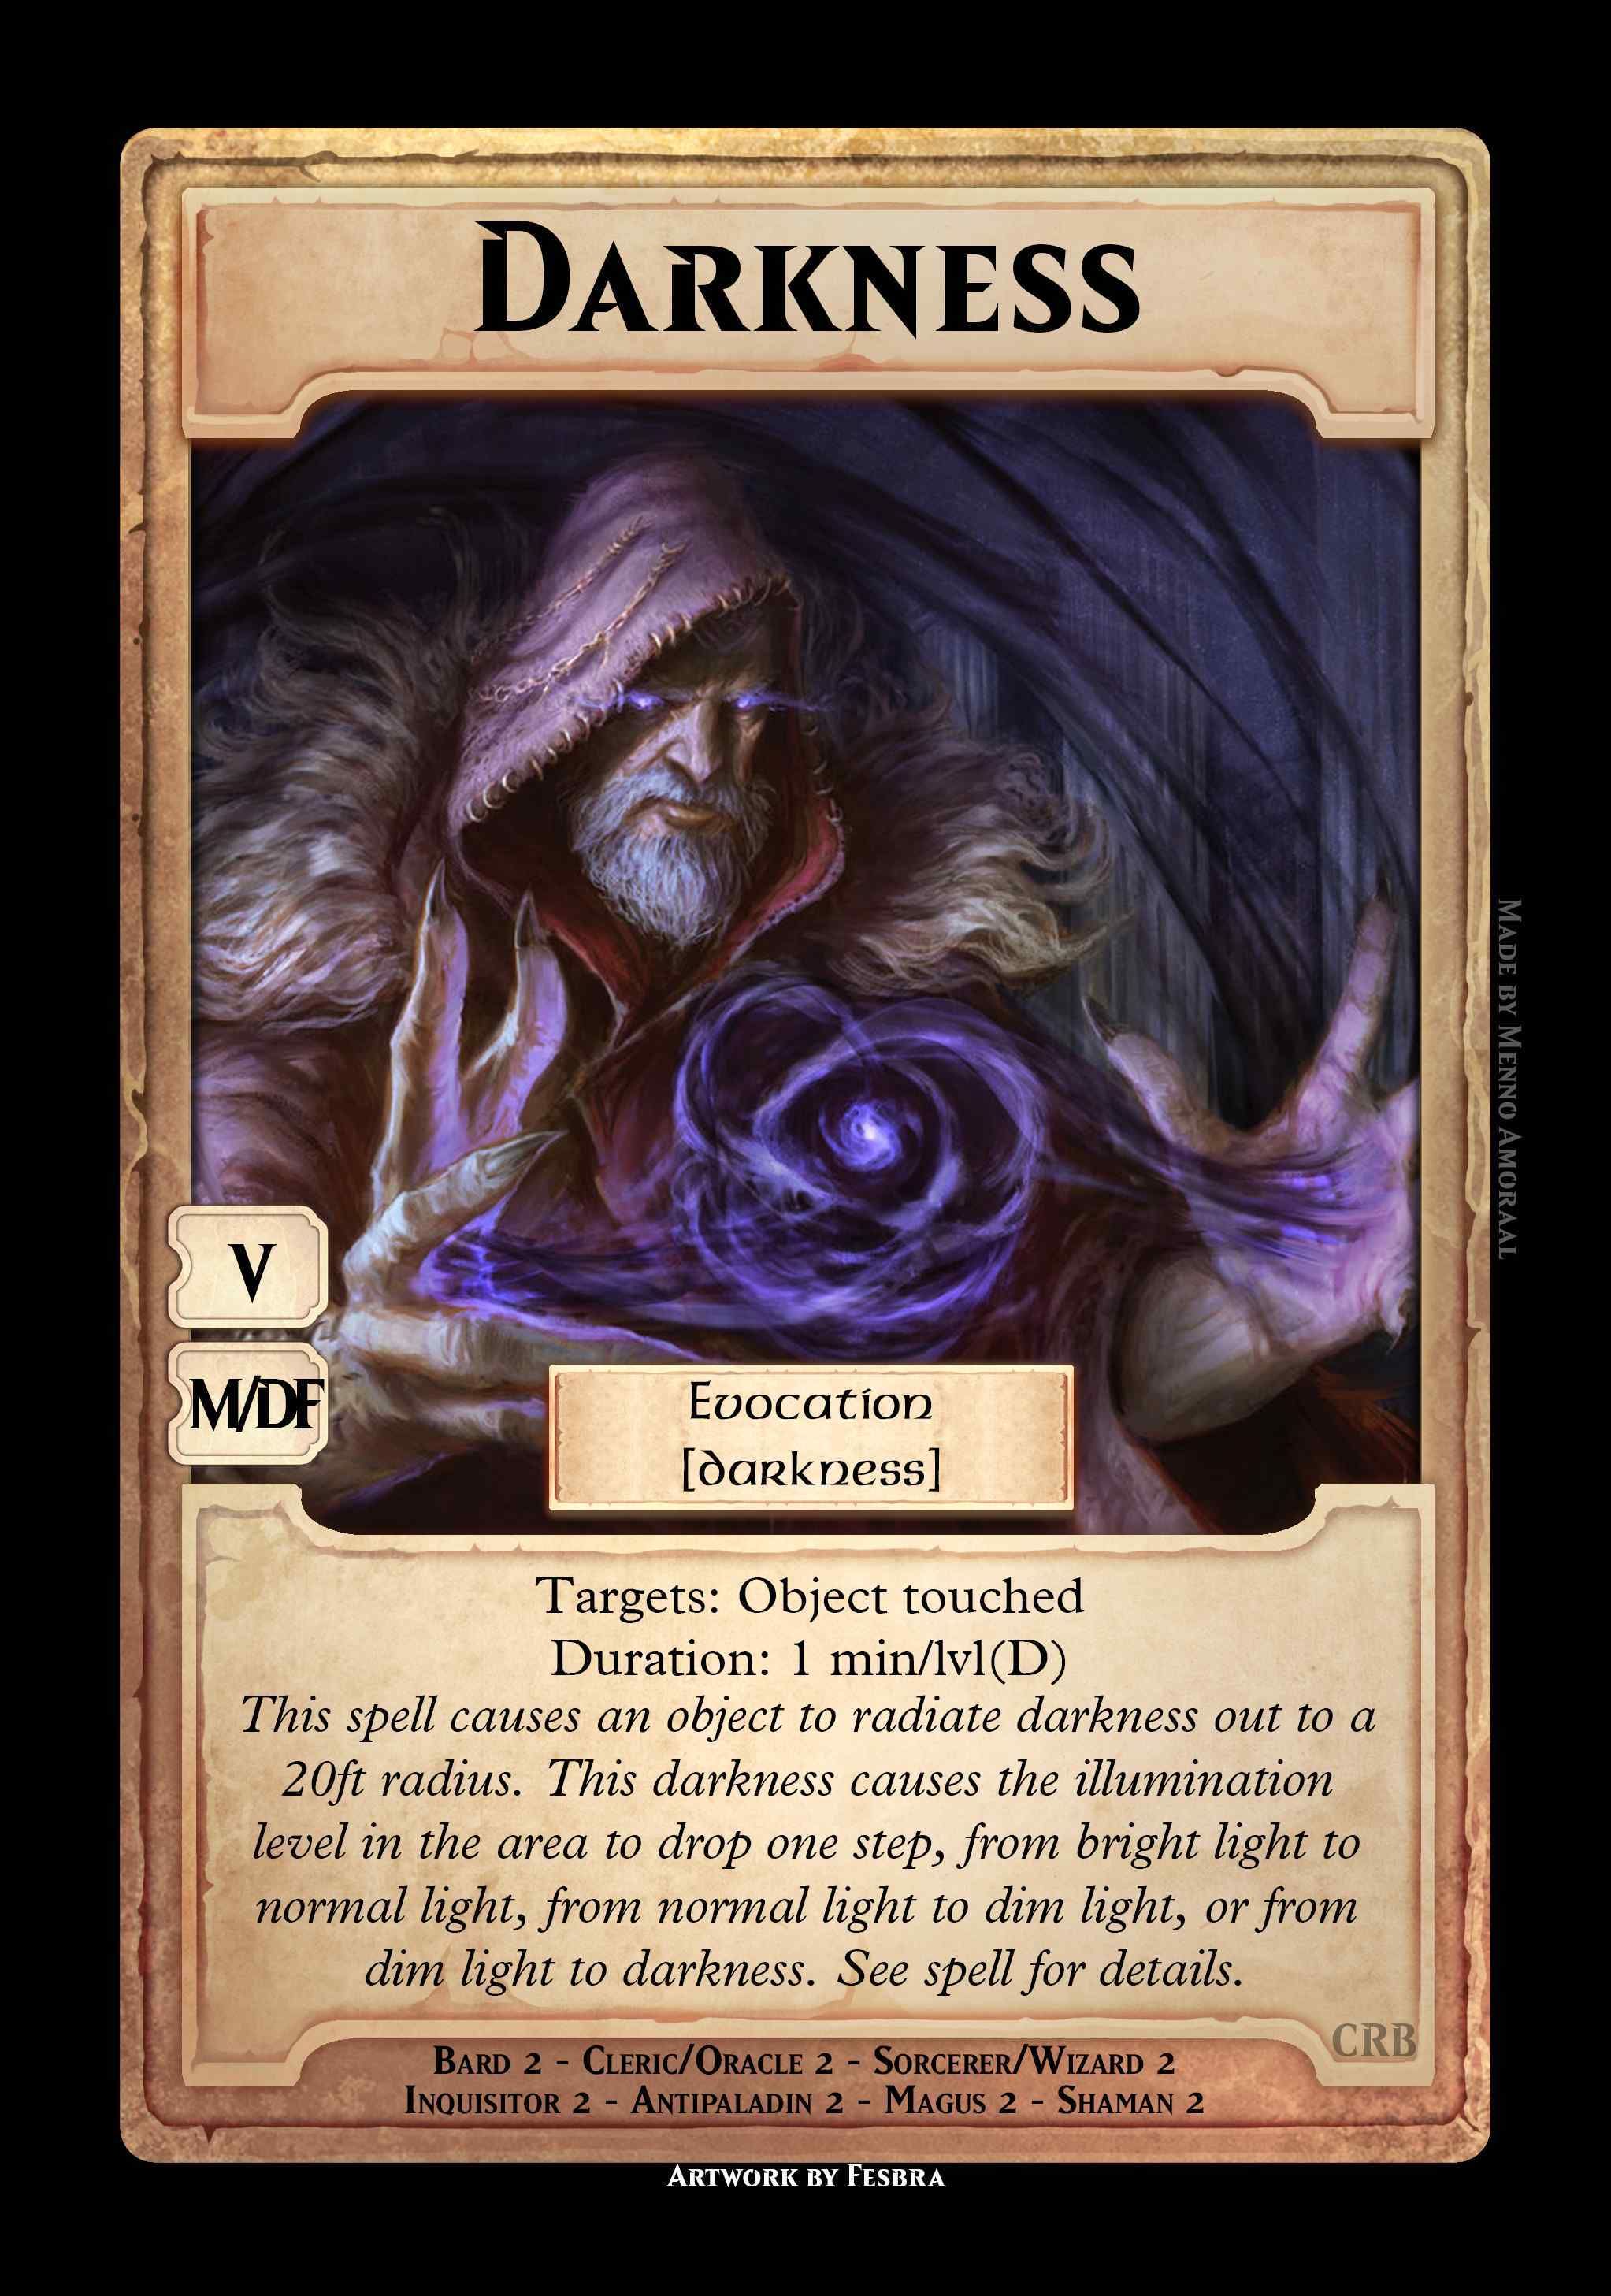 Darkness
Made by Menno Amoraal
V
M/DF
Evocation
[darkness]
Targets: Object touched
Duration: 1 min/lvl(D)
This spell causes an object to radiate darkness out to a
20ft radius. This darkness causes the illumination
level in the area to drop one step, from bright light to
normal light, from normal light to dim light, or from
dim light to darkness. See spell for details.
CRB
Bard 2 - Cleric/Oracle 2 - Sorcerer/Wizard 2
Inquisitor 2 - Antipaladin 2 - Magus 2 - Shaman 2
Artwork by Fesbra